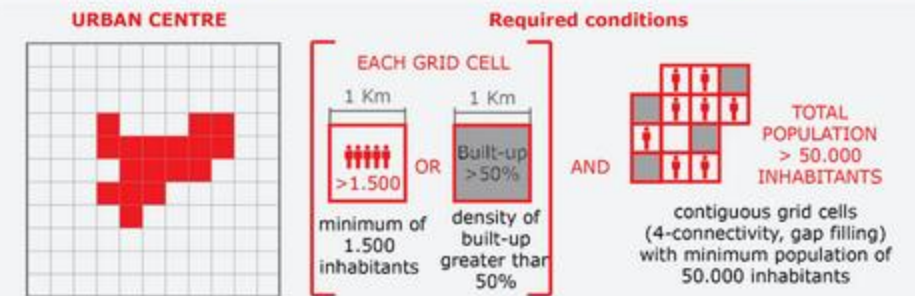 URBAN CENTRE
Required conditions
EACH GRID CELL
1 Km
>1.500
minimum of
1.500
inhabitants
OR
1 Km
Built-up
>50%
density of
built-up
greater than
50%
AND
TOTAL
POPULATION
> 50.000
INHABITANTS
contiguous grid cells
(4-connectivity, gap filling)
with minimum population of
50.000 inhabitants